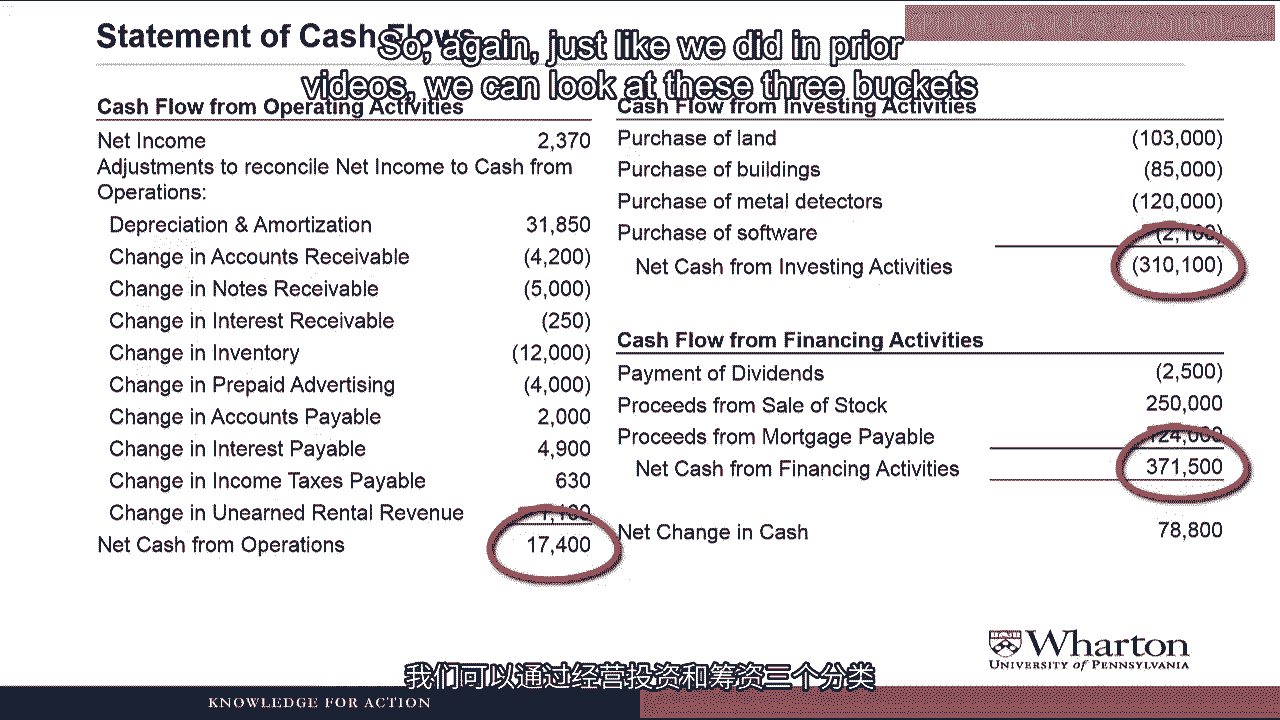 Statement of Cash Flows
So, again, just like we did in prior
videos, we can look at these three buckets
Cash Flow from Operating Activities
Net Income 2,370
Adjustments to reconcile Net Income to Cash from
Operations:
Depreciation & Amortization 31,850
Change in Accounts Receivable (4,200)
Change in Notes Receivable (5,000)
Change in Interest Receivable (250)
Change in Inventory (12,000)
Change in Prepaid Advertising (4,000)
Change in Accounts Payable 2,000
Change in Interest Payable 4,900
Change in Income Taxes Payable 630
Change in Unearned Rental Revenue 1,100
Net Cash from Operations 17,400
Cash Flow from Investing Activities
Purchase of land (103,000)
Purchase of buildings (85,000)
Purchase of metal detectors (120,000)
Purchase of software (2,100)
Net Cash from Investing Activities (310,100)
Cash Flow from Financing Activities
Payment of Dividends (2,500)
Proceeds from Sale of Stock 250,000
Proceeds from Mortgage Payable 124,000
Net Cash from Financing Activities 371,500
Net Change in Cash 78,800
Wharton
UNIVERSITY of PENNSYLVANIA
我们可以通过经营投资和筹资三个分类
KNOWLEDGE FOR ACTION